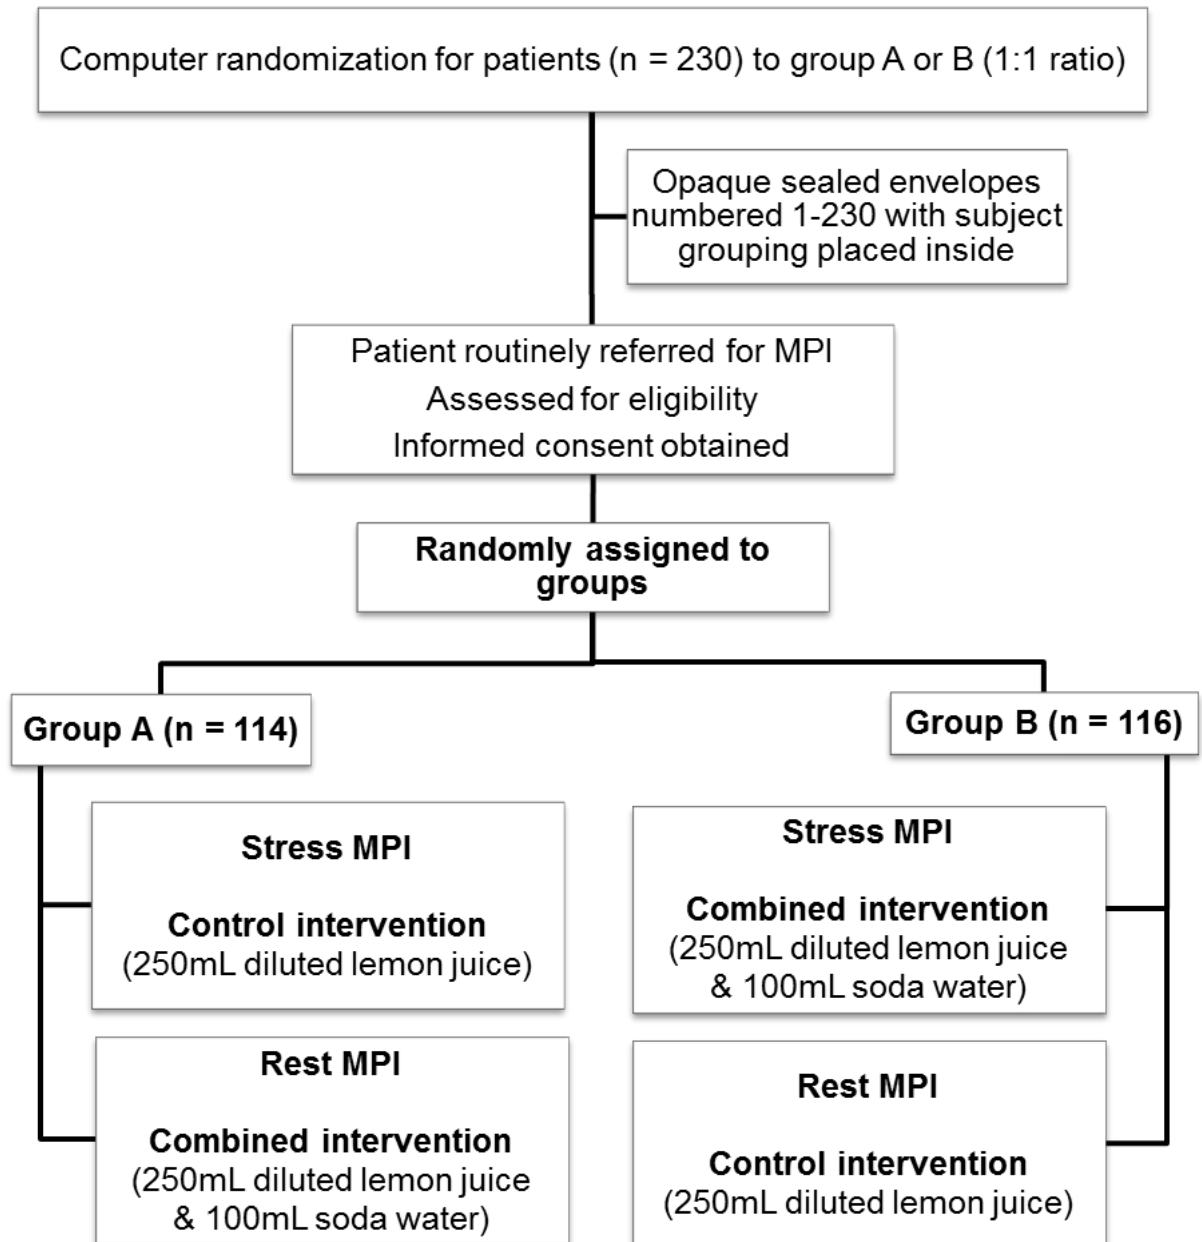 Computer randomization for patients (n = 230) to group A or B (1:1 ratio)
Opaque sealed envelopes
numbered 1-230 with subject
grouping placed inside
Patient routinely referred for MPI
Assessed for eligibility
Informed consent obtained
Randomly assigned to
groups
Group A (n = 114)
Stress MPI
Control intervention
(250mL diluted lemon juice)
Rest MPI
Combined intervention
(250mL diluted lemon juice
& 100mL soda water)
Group B (n = 116)
Stress MPI
Combined intervention
(250mL diluted lemon juice
& 100mL soda water)
Rest MPI
Control intervention
(250mL diluted lemon juice)